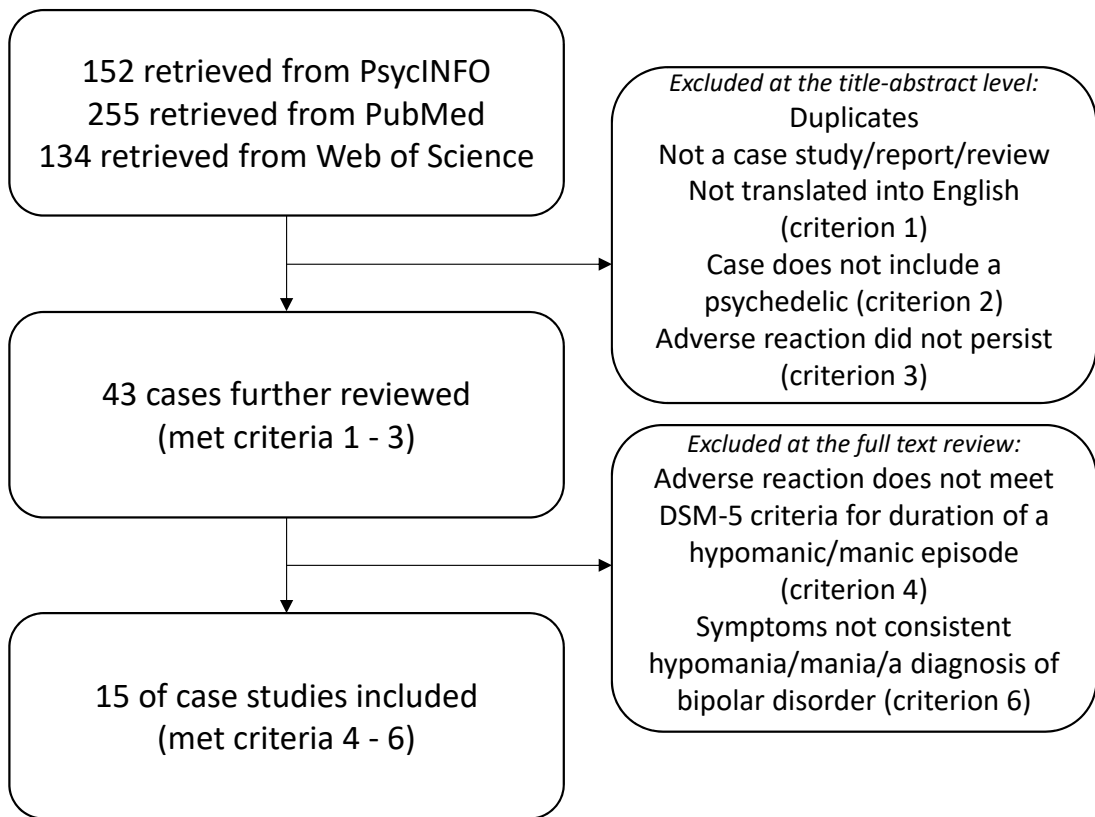 152 retrieved from PsycINFO
255 retrieved from PubMed
134 retrieved from Web of Science
Excluded at the title-abstract level:
Duplicates
Not a case study/report/review
Not translated into English
(criterion 1)
Case does not include a
psychedelic (criterion 2)
Adverse reaction did not persist
(criterion 3)
43 cases further reviewed
(met criteria 1 - 3)
Excluded at the full text review:
Adverse reaction does not meet
DSM-5 criteria for duration of a
hypomanic/manic episode
(criterion 4)
Symptoms not consistent
hypomania/mania/a diagnosis of
bipolar disorder (criterion 6)
15 of case studies included
(met criteria 4 - 6)